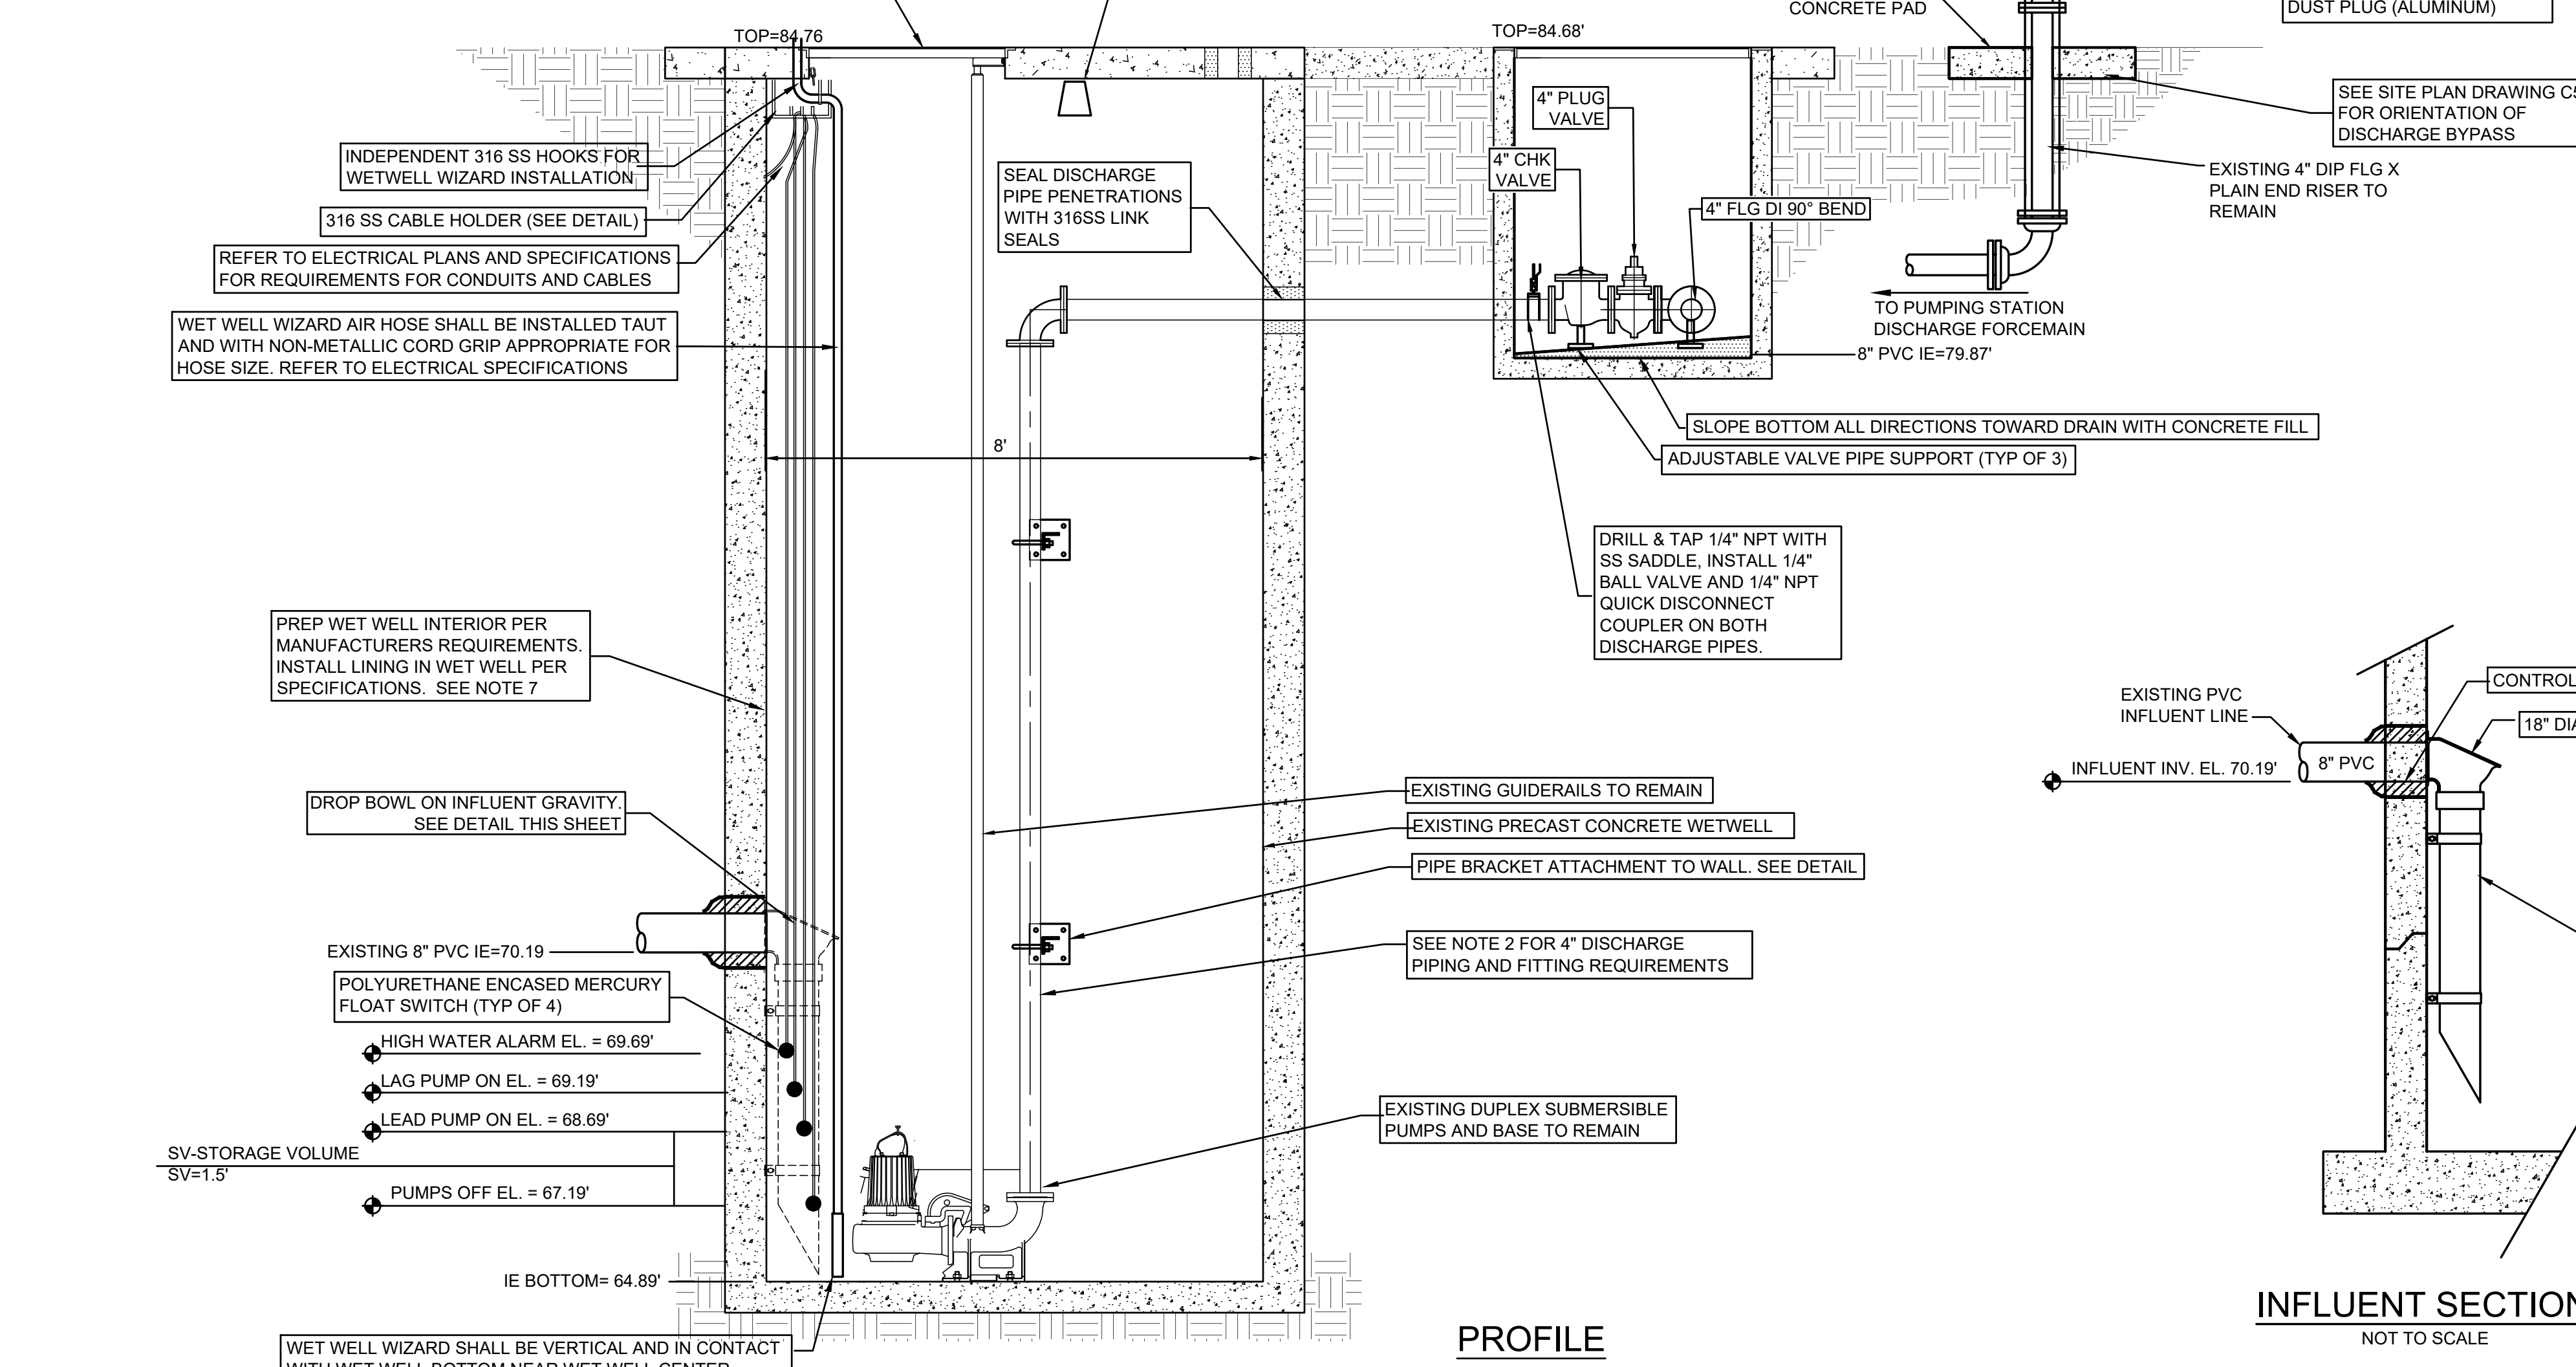 CONCRETE PAD
DUST PLUG (ALUMINUM)
TOP=84.76
TOP=84.68'
4" PLUG
VALVE
4" CHK
VALVE
4" FLG DI 90° BEND
SEE SITE PLAN DRAWING
FOR ORIENTATION OF
DISCHARGE BYPASS
EXISTING 4" DIP FLG X
PLAIN END RISER TO
REMAIN
INDEPENDENT 316 SS HOOKS FOR
WETWELL WIZARD INSTALLATION
316 SS CABLE HOLDER (SEE DETAIL)
REFER TO ELECTRICAL PLANS AND SPECIFICATIONS
FOR REQUIREMENTS FOR CONDUITS AND CABLES
SEAL DISCHARGE
PIPE PENETRATIONS
WITH 316SS LINK
SEALS
WET WELL WIZARD AIR HOSE SHALL BE INSTALLED TAUT
AND WITH NON-METALLIC CORD GRIP APPROPRIATE FOR
HOSE SIZE. REFER TO ELECTRICAL SPECIFICATIONS
TO PUMPING STATION
DISCHARGE FORCEMAIN
8" PVC IE=79.87'
8'
SLOPE BOTTOM ALL DIRECTIONS TOWARD DRAIN WITH CONCRETE FILL
ADJUSTABLE VALVE PIPE SUPPORT (TYP OF 3)
DRILL & TAP 1/4" NPT WITH
SS SADDLE, INSTALL 1/4"
BALL VALVE AND 1/4" NPT
QUICK DISCONNECT
COUPLER ON BOTH
DISCHARGE PIPES.
PREP WET WELL INTERIOR PER
MANUFACTURERS REQUIREMENTS.
INSTALL LINING IN WET WELL PER
SPECIFICATIONS. SEE NOTE 7
EXISTING PVC
INFLUENT LINE
CONTROL
18" DIA
INFLUENT INV. EL. 70.19'
8" PVC
DROP BOWL ON INFLUENT GRAVITY.
SEE DETAIL THIS SHEET
EXISTING GUIDERAILS TO REMAIN
EXISTING PRECAST CONCRETE WETWELL
PIPE BRACKET ATTACHMENT TO WALL. SEE DETAIL
SEE NOTE 2 FOR 4" DISCHARGE
PIPING AND FITTING REQUIREMENTS
EXISTING 8" PVC IE=70.19
POLYURETHANE ENCASED MERCURY
FLOAT SWITCH (TYP OF 4)
HIGH WATER ALARM EL. = 69.69'
LAG PUMP ON EL. = 69.19'
LEAD PUMP ON EL. = 68.69'
SV-STORAGE VOLUME
SV=1.5'
PUMPS OFF EL. = 67.19'
EXISTING DUPLEX SUBMERSIBLE
PUMPS AND BASE TO REMAIN
IE BOTTOM= 64.89'
WET WELL WIZARD SHALL BE VERTICAL AND IN CONTACT
WITH WET WELL BOTTOM NEAR WET WELL CENTER
PROFILE
INFLUENT SECTION
NOT TO SCALE